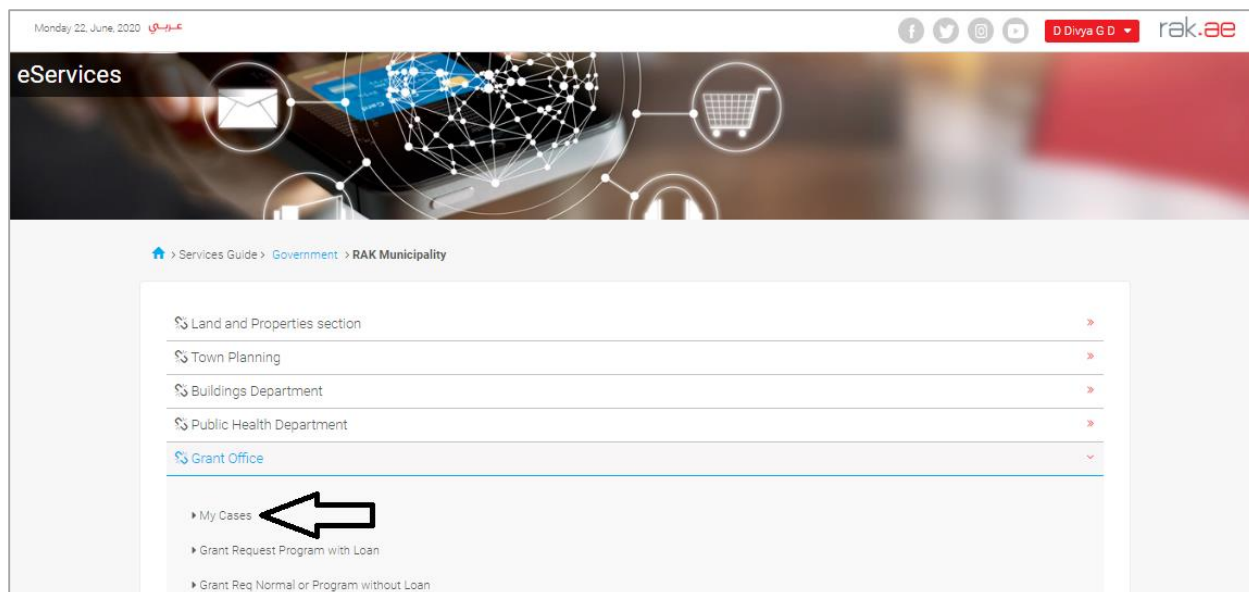 Monday 22, June, 2020 عـربـي
D Divya G D
rak.ae
eServices
> Services Guide > Government > RAK Municipality
Land and Properties section
Town Planning
Buildings Department
Public Health Department
Grant Office
My Cases
Grant Request Program with Loan
Grant Req Normal or Program without Loan